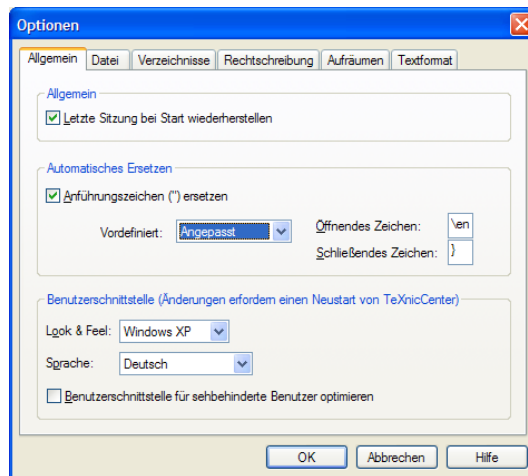 Optionen
Allgemein Datei Verzeichnisse Rechtschreibung Aufräumen Textformat
Allgemein
Letzte Sitzung bei Start wiederherstellen
Automatisches Ersetzen
Anführungszeichen (") ersetzen
Vordefiniert: Angepasst Öffnendes Zeichen: \en
Schließendes Zeichen: }
Benutzerschnittstelle (Änderungen erfordern einen Neustart von TeXnicCenter)
Look & Feel: Windows XP
Sprache: Deutsch
Benutzerschnittstelle für sehbehinderte Benutzer optimieren
OK Abbrechen Hilfe